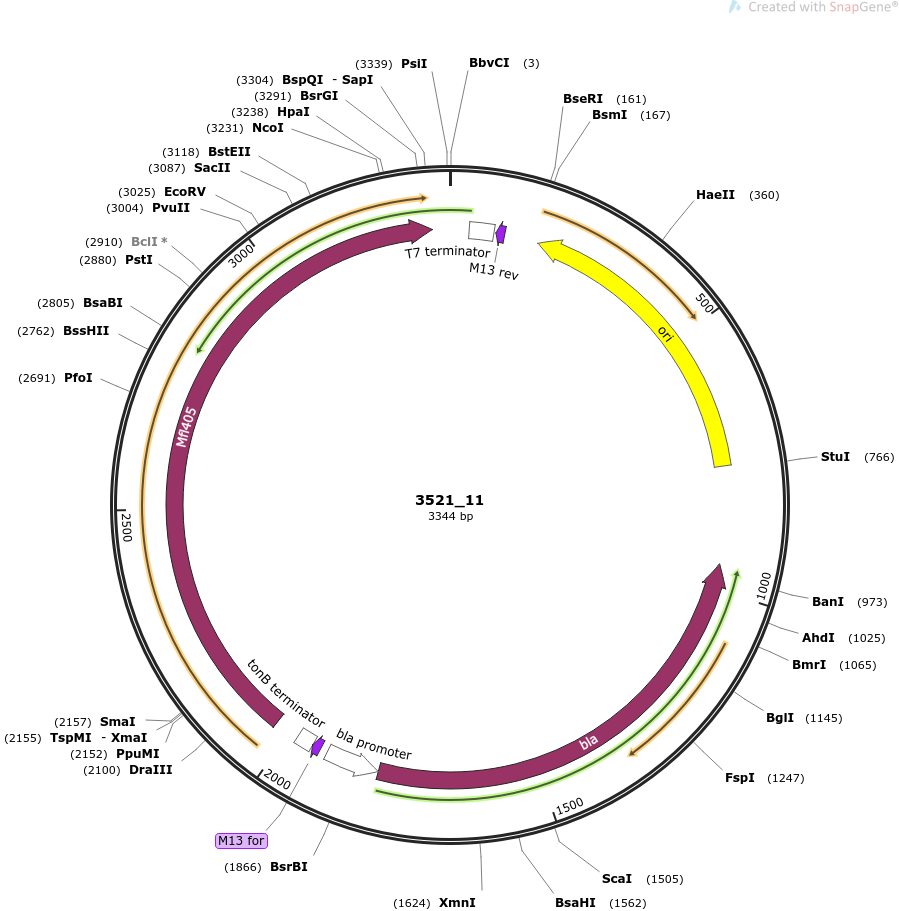 Created with SnapGene®
(3339) PsiI
BbvCI (3)
(3304) BspQI - SapI
(3291) BsrGI
(3238) HpaI
(3231) NcoI
(3118) BstEII
(3087) SacII
(3025) EcoRV
(3004) PvuII
(2910) BclI *
(2880) PstI
(2805) BsaBI
(2762) BssHII
(2691) PfoI
BseRI (161)
BsmI (167)
HaeII (360)
StuI (766)
BanI (973)
AhdI (1025)
BmrI (1065)
BglI (1145)
FspI (1247)
ScaI (1505)
BsaHI (1562)
(1624) XmnI
(1866) BsrBI
M13 for
(2157) SmaI
(2155) TspMI - XmaI
(2152) PpuMI
(2100) DraIII
T7 terminator
M13 rev
ori
500
1000
1500
2000
2500
3000
Mfl405
tonB terminator
bla promoter
bla
3521_11
3344 bp